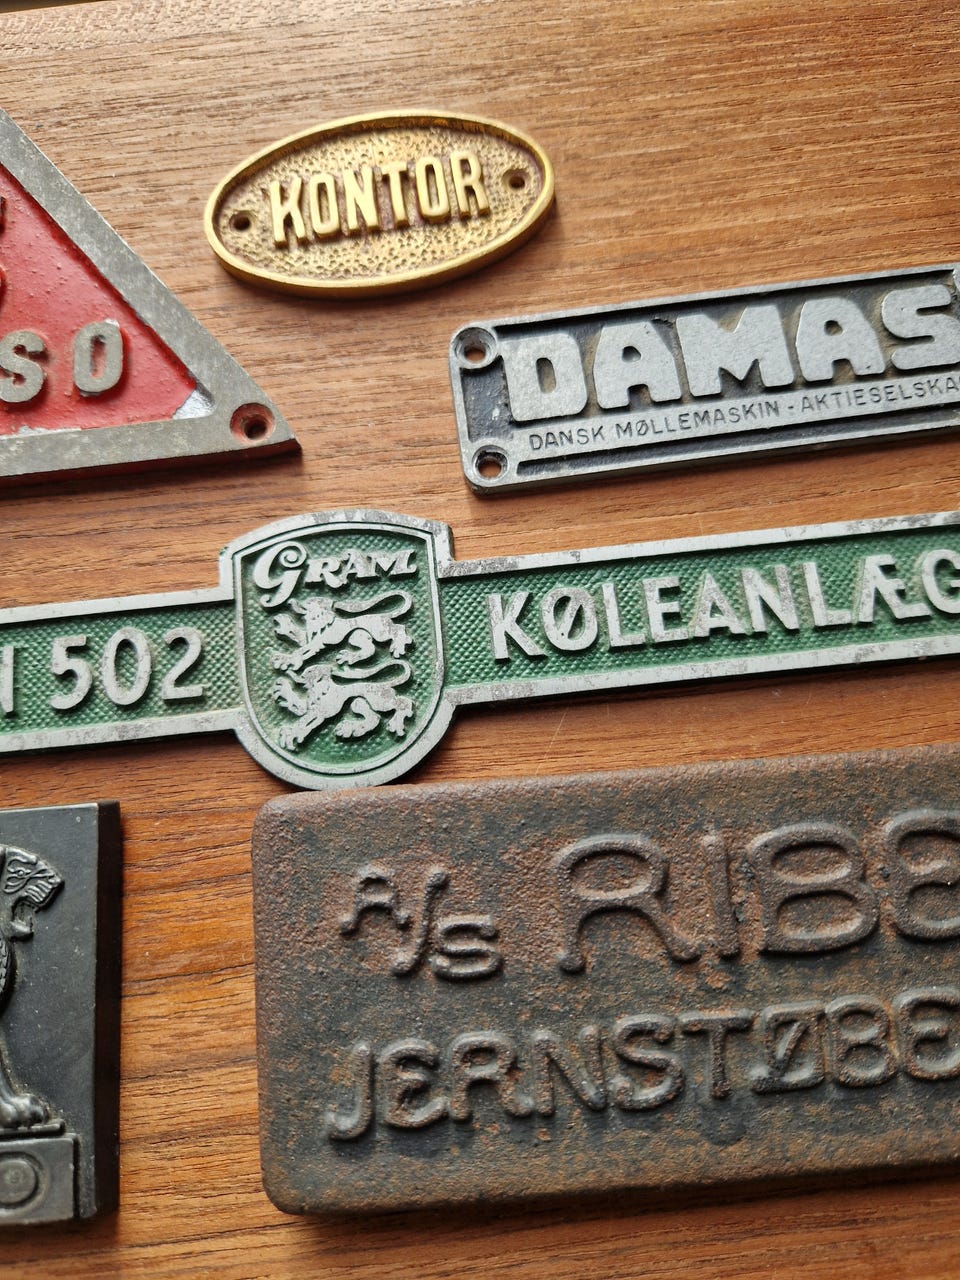 KONTOR
SO
DAMAS
DANSK MØLLEMASKIN - AKTIESELSKA
GRAM
502 KØLEANLÆG
A/S RIBE
JERNSTØBE